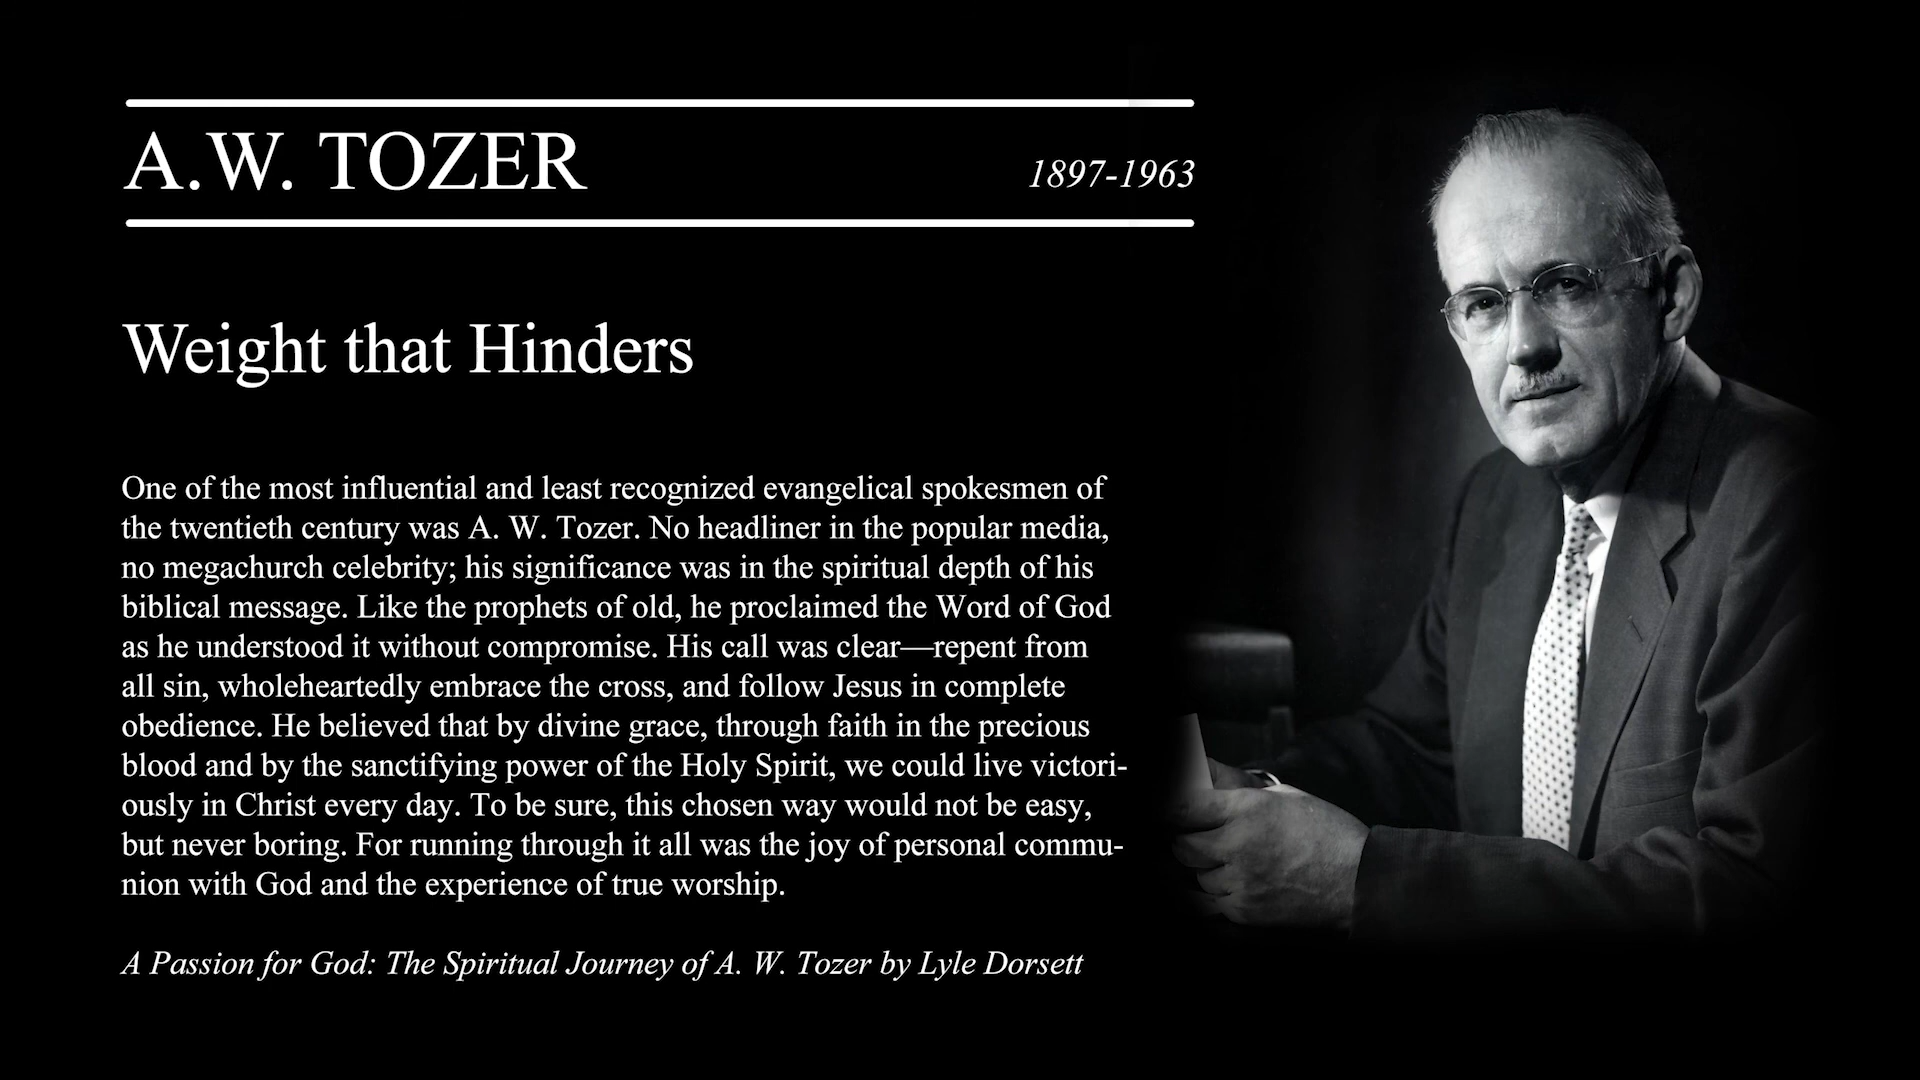 A.W. TOZER
1897-1963
Weight that Hinders
One of the most influential and least recognized evangelical spokesmen of
the twentieth century was A. W. Tozer. No headliner in the popular media,
no megachurch celebrity; his significance was in the spiritual depth of his
biblical message. Like the prophets of old, he proclaimed the Word of God
as he understood it without compromise. His call was clear—repent from
all sin, wholeheartedly embrace the cross, and follow Jesus in complete
obedience. He believed that by divine grace, through faith in the precious
blood and by the sanctifying power of the Holy Spirit, we could live victori-
ously in Christ every day. To be sure, this chosen way would not be easy,
but never boring. For running through it all was the joy of personal commu-
nion with God and the experience of true worship.
A Passion for God: The Spiritual Journey of A. W. Tozer by Lyle Dorsett